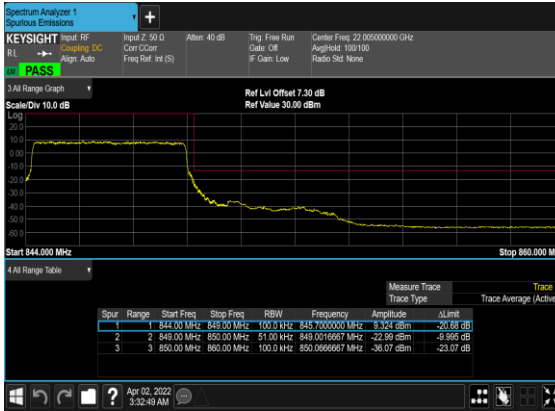 Spectrum Analyzer 1
Spurious Emissions
+
KEYSIGHT Input: RF Input Z: 50 Ω Atten: 40 dB Trig: Free Run Center Freq: 22.005000000 GHz
RL Coupling: DC Corr CCorr Gate: Off Avg|Hold: 100/100
Align: Auto Freq Ref: Int (S) IF Gain: Low Radio Std: None
PASS
3 All Range Graph
Ref Lvl Offset 7.30 dB
Scale/Div 10.0 dB Ref Value 30.00 dBm
Log
20.0
10.0
0.00
-10.0
-20.0
-30.0
-40.0
-50.0
-60.0
Start 844.000 MHz Stop 860.000 M
4 All Range Table
Measure Trace Trace
Trace Type Trace Average (Active
Spur Range Start Freq Stop Freq RBW Frequency Amplitude ΔLimit
1 1 844.00 MHz 849.00 MHz 100.0 kHz 845.7000000 MHz 9.324 dBm -20.68 dB
2 2 849.00 MHz 850.00 MHz 51.00 kHz 849.0016667 MHz -22.99 dBm -9.995 dB
3 3 850.00 MHz 860.00 MHz 100.0 kHz 850.0666667 MHz -36.07 dBm -23.07 dB
?
Apr 02, 2022
3:32:49 AM